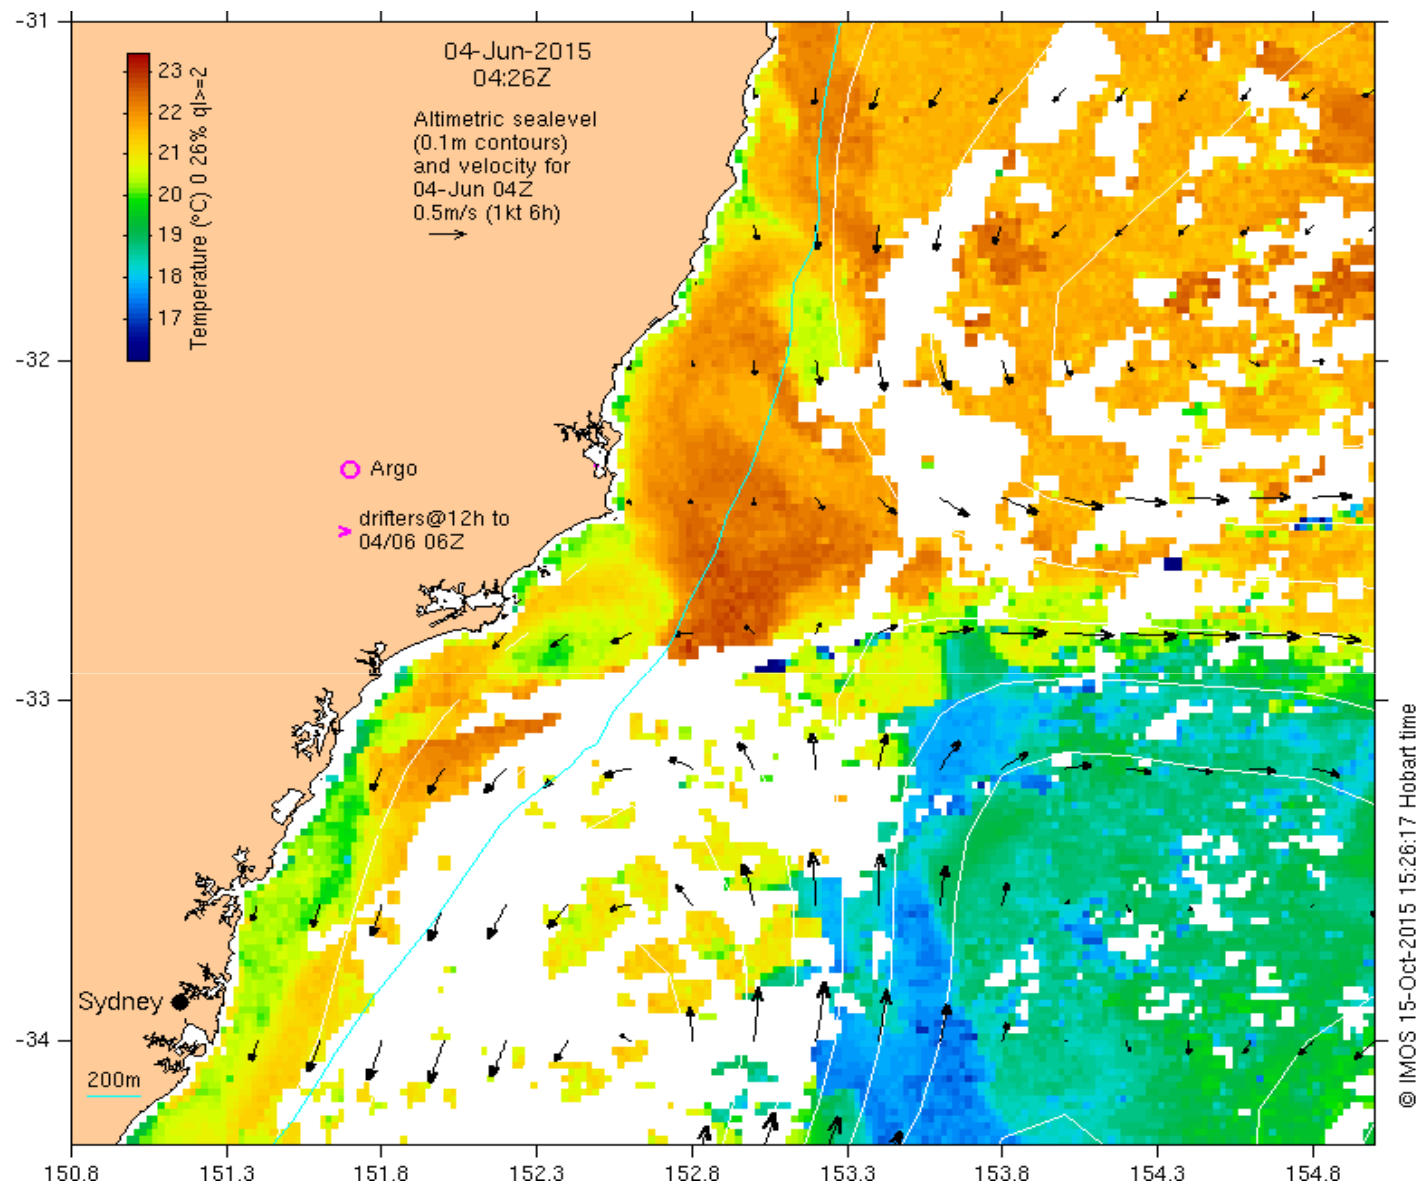 04-Jun-2015
04:26Z
Altimetric sealevel
(0.1m contours)
and velocity for
04-Jun 04Z
0.5m/s (1kt 6h)
23
22
21
20
19
18
17
Temperature (°C) 0 26% ql>=2
Argo
drifters@12h to
04/06 06Z
Sydney
200m
-31
-32
-33
-34
150.8
151.3
151.8
152.3
152.8
153.3
153.8
154.3
154.8
© IMOS 15-Oct-2015 15:26:17 Hobart time